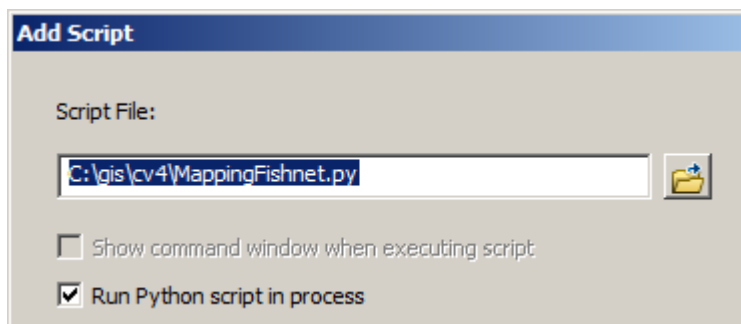 Add Script
Script File:
C:\gis\cv4\MappingFishnet.py
Show command window when executing script
Run Python script in process